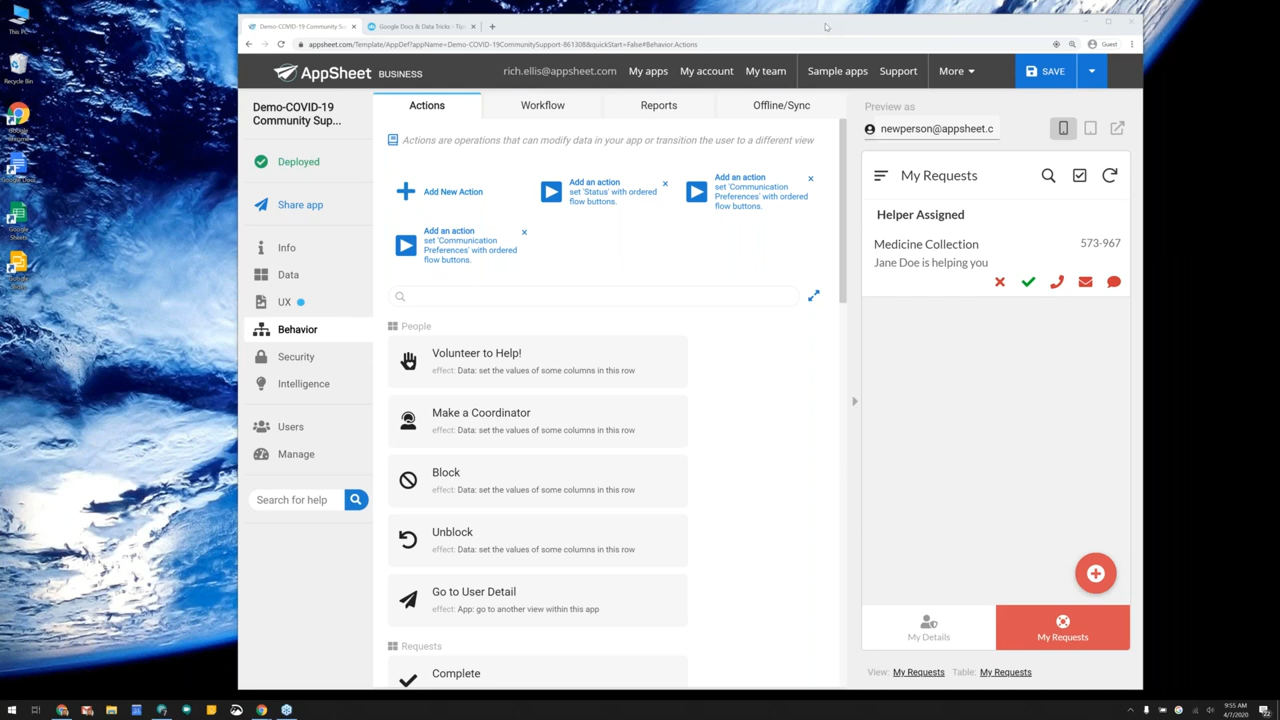 This PC
Recycle Bin
Google
Google Docs
Google
Sheets
Google
Demo-COVID-19 Community Su
Google Docs & Data Tricks - Tip
appsheet.com/Template/AppDef?appName=Demo-COVID-19CommunitySupport-861308&quickStart=False#Behavior.Actions
Guest
AppSheet BUSINESS
rich.ellis@appsheet.com
My apps
My account
My team
Sample apps
Support
More
SAVE
Demo-COVID-19
Community Sup...
Deployed
Share app
Info
Data
UX
Behavior
Security
Intelligence
Users
Manage
Search for help
Actions
Workflow
Reports
Offline/Sync
Actions are operations that can modify data in your app or transition the user to a different view
Add New Action
Add an action
set 'Status' with ordered
flow buttons.
Add an action
set 'Communication
Preferences' with ordered
flow buttons.
Add an action
set 'Communication
Preferences' with ordered
flow buttons.
People
Volunteer to Help!
effect: Data: set the values of some columns in this row
Make a Coordinator
effect: Data: set the values of some columns in this row
Block
effect: Data: set the values of some columns in this row
Unblock
effect: Data: set the values of some columns in this row
Go to User Detail
effect: App: go to another view within this app
Requests
Complete
Preview as
newperson@appsheet.c
My Requests
Helper Assigned
Medicine Collection
573-967
Jane Doe is helping you
My Details
My Requests
View: My Requests Table: My Requests
9:55 AM
4/7/2020